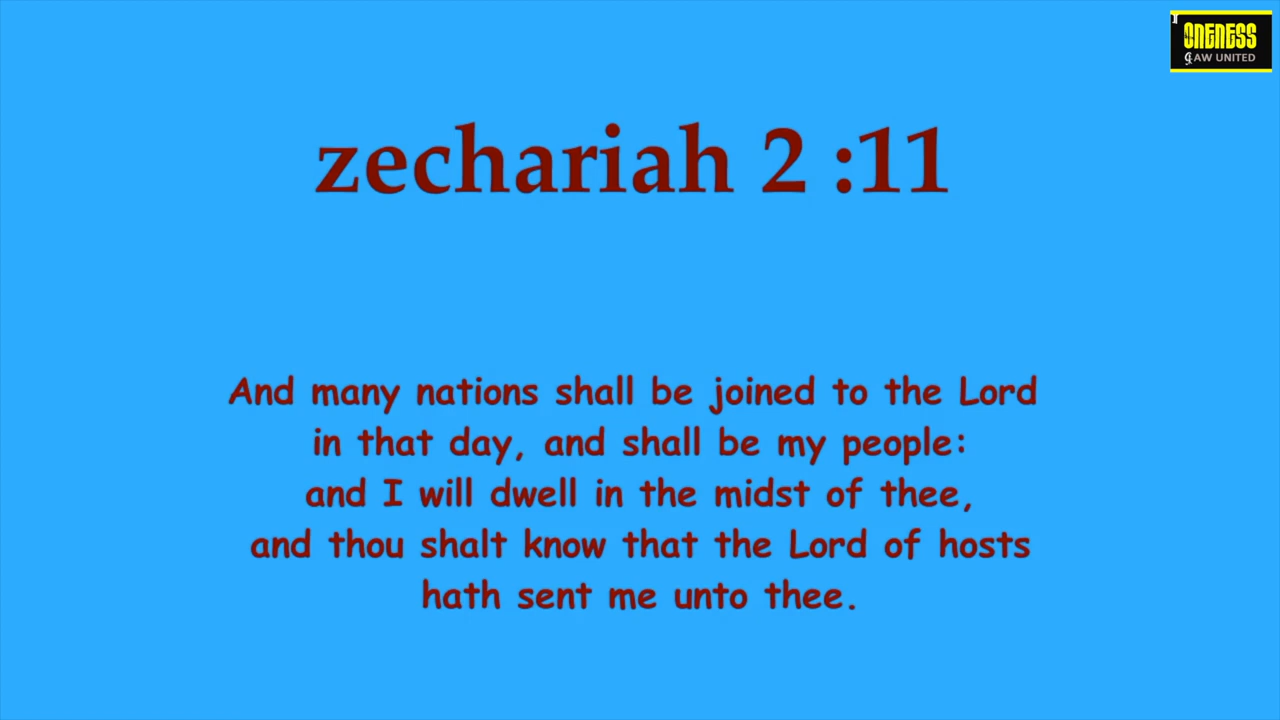 ONENESS
LAW UNITED
zechariah 2 :11
And many nations shall be joined to the Lord
in that day, and shall be my people:
and I will dwell in the midst of thee,
and thou shalt know that the Lord of hosts
hath sent me unto thee.